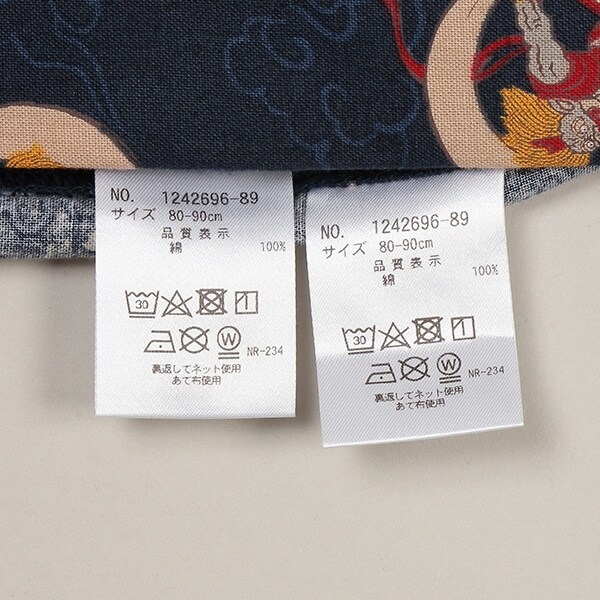 NO. 1242696-89
サイズ 80-90cm
品質表示
綿 100%
30
W
NR-234
裏返してネット使用
あて布使用
NO. 1242696-89
サイズ 80-90cm
品質表示
綿 100%
30
W
NR-234
裏返してネット使用
あて布使用